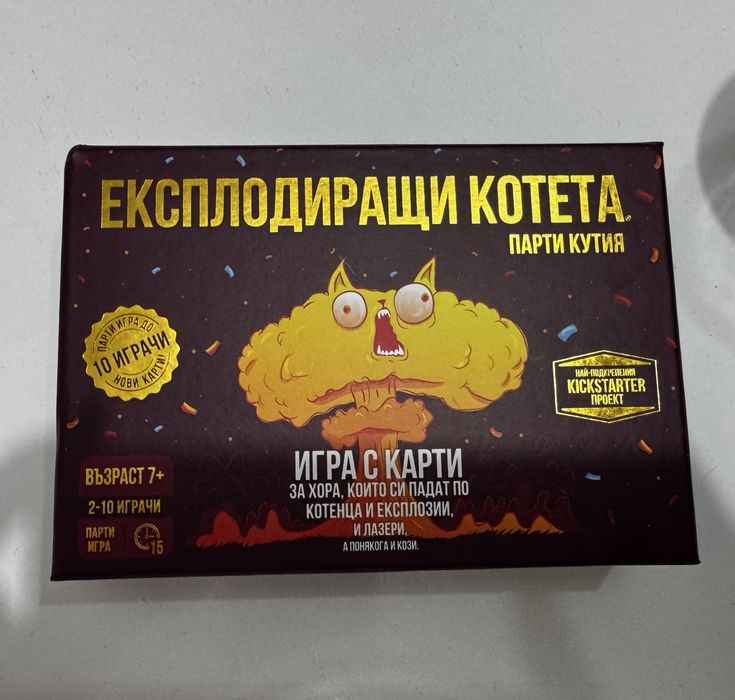 ЕКСПЛОДИРАЩИ КОТЕТА
ПАРТИ КУТИЯ
ПАРТИ ИГРА ДО
10 ИГРАЧИ
НОВИ КАРТИ!
НАЙ-ПОДКРЕПЕНИЯ
KICKSTARTER
ПРОЕКТ
ВЪЗРАСТ 7+
2-10 ИГРАЧИ
ПАРТИ
ИГРА
15
ИГРА С КАРТИ
ЗА ХОРА, КОИТО СИ ПАДАТ ПО
КОТЕНЦА И ЕКСПЛОЗИИ,
И ЛАЗЕРИ,
А ПОНЯКОГА И КОЗИ.